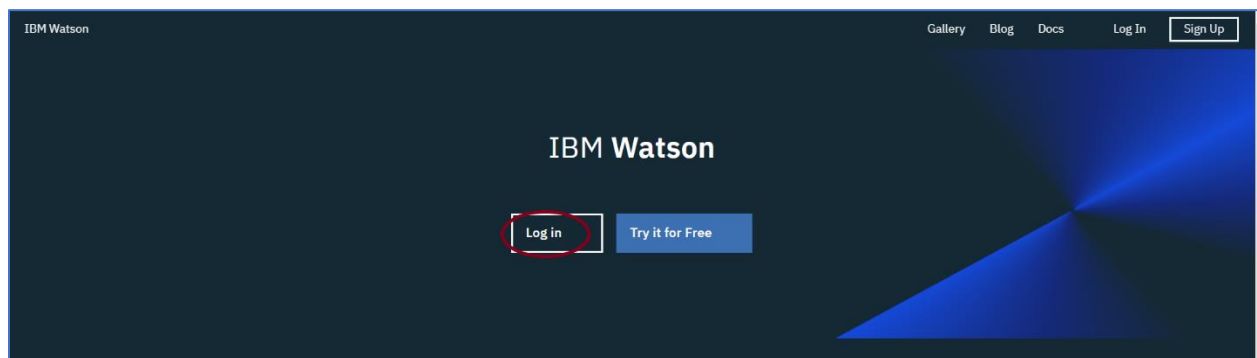 IBM Watson
Gallery Blog Docs Log In Sign Up
IBM Watson
Log in
Try it for Free